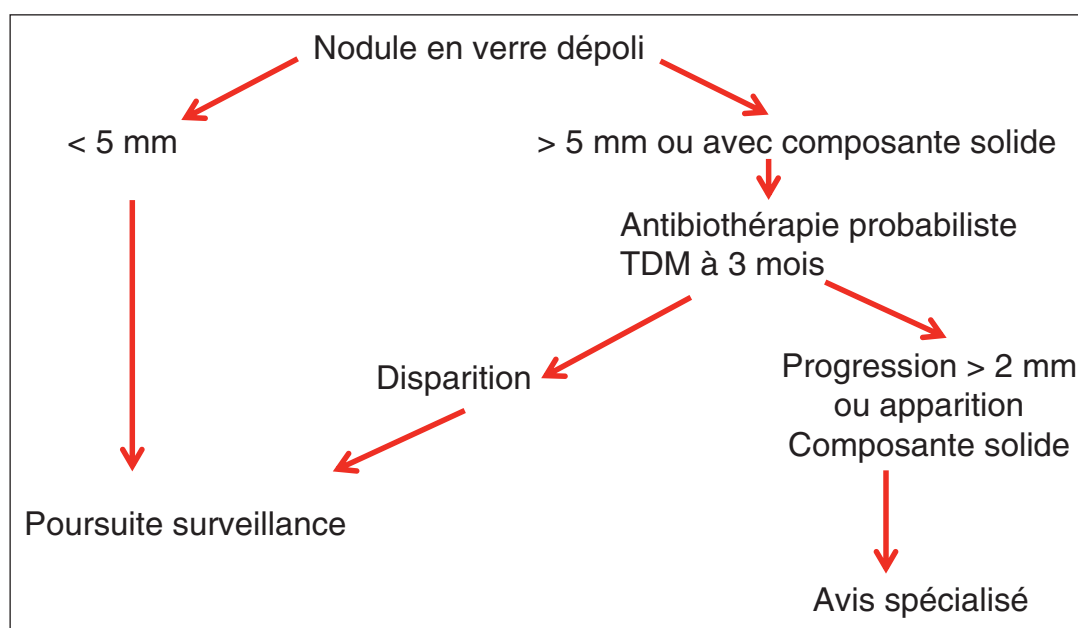 Nodule en verre dépoli
< 5 mm
> 5 mm ou avec composante solide
Antibiothérapie probabiliste
TDM à 3 mois
Disparition
Progression > 2 mm
ou apparition
Composante solide
Poursuite surveillance
Avis spécialisé